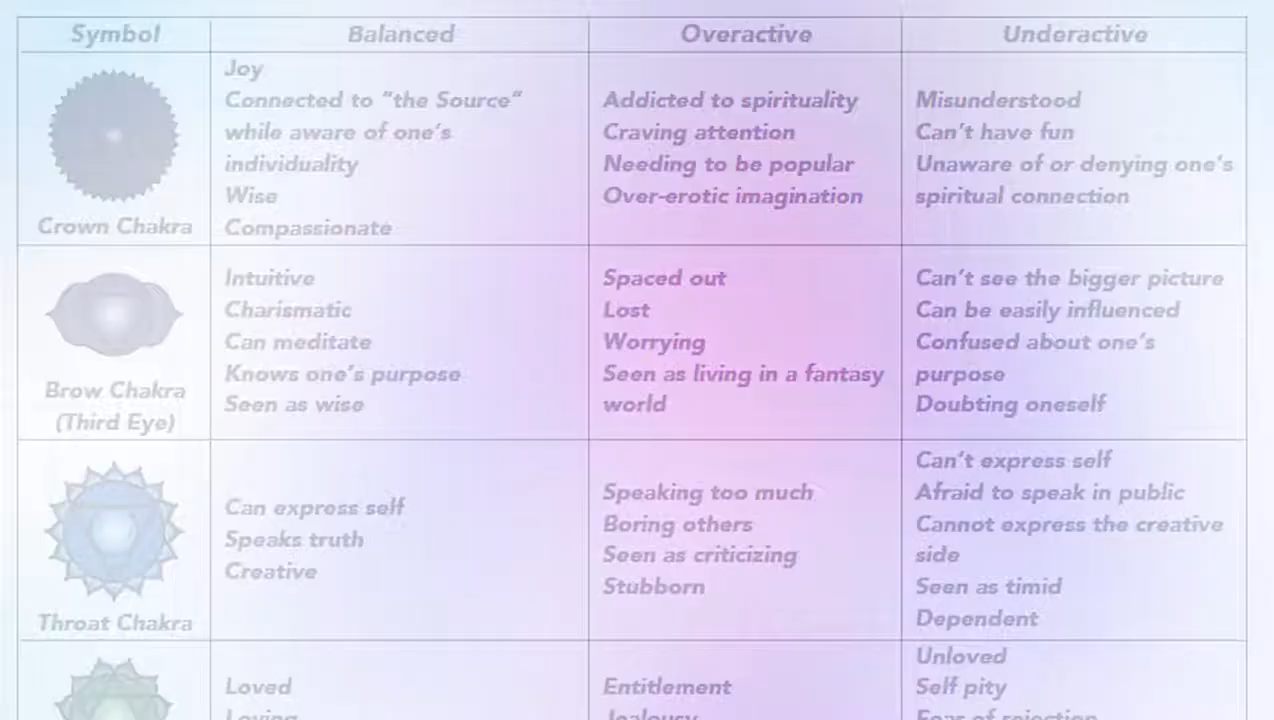 Symbol
Balanced
Overactive
Underactive
Crown Chakra
Joy
Connected to “the Source”
while aware of one’s
individuality
Wise
Compassionate
Addicted to spirituality
Craving attention
Needing to be popular
Over-erotic imagination
Misunderstood
Can’t have fun
Unaware of or denying one’s
spiritual connection
Brow Chakra
(Third Eye)
Intuitive
Charismatic
Can meditate
Knows one’s purpose
Seen as wise
Spaced out
Lost
Worrying
Seen as living in a fantasy
world
Can’t see the bigger picture
Can be easily influenced
Confused about one’s
purpose
Doubting oneself
Throat Chakra
Can express self
Speaks truth
Creative
Speaking too much
Boring others
Seen as criticizing
Stubborn
Can’t express self
Afraid to speak in public
Cannot express the creative
side
Seen as timid
Dependent
Loved
Loving
Entitlement
Jealousy
Unloved
Self pity
Fear of rejection